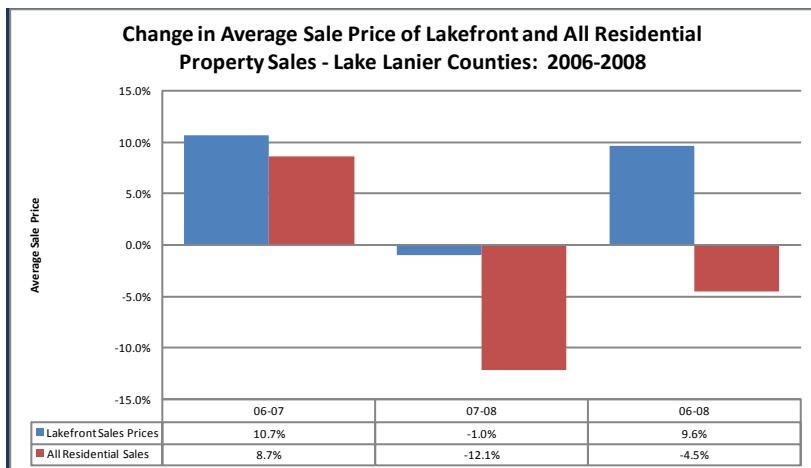 Change in Average Sale Price of Lakefront and All Residential
Property Sales - Lake Lanier Counties:  2006-2008
15.0%
10.0%
5.0%
0.0%
-5.0%
-10.0%
-15.0%
Average Sale Price
06-07 07-08 06-08
Lakefront Sales Prices 10.7% -1.0% 9.6%
All Residential Sales 8.7% -12.1% -4.5%